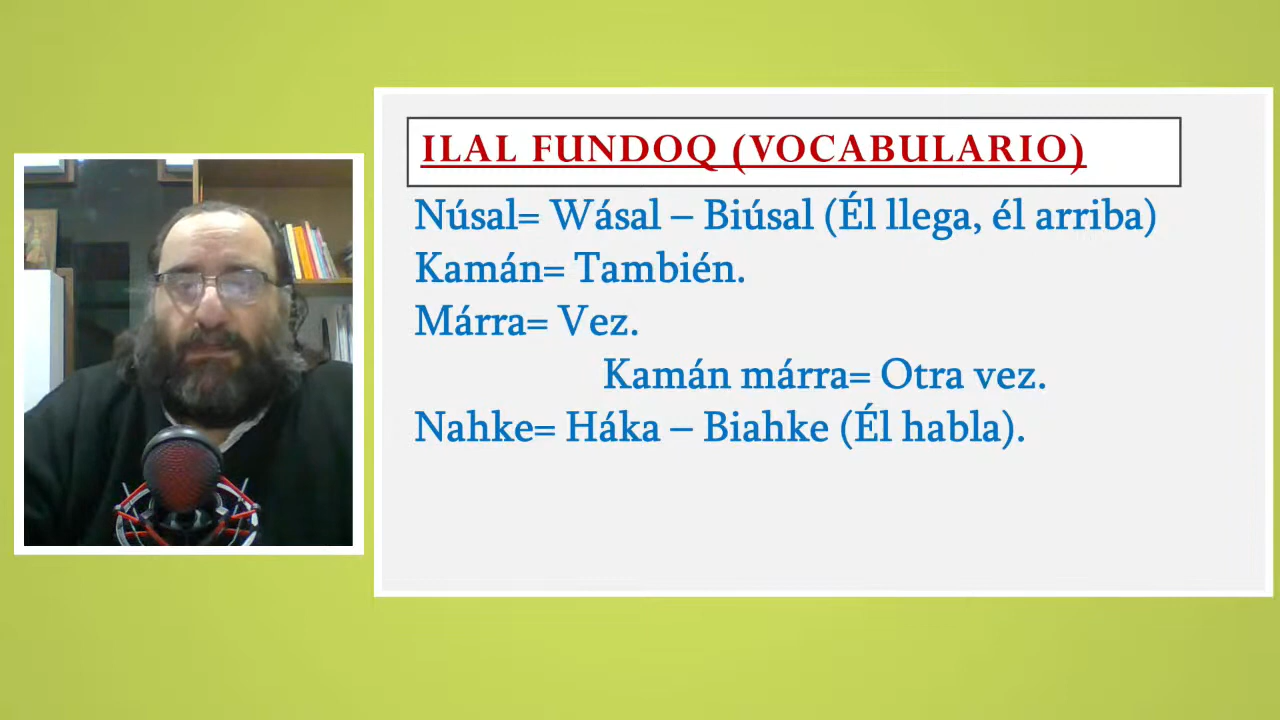 ILAL FUNDOQ (VOCABULARIO)
Núsal= Wásal – Biúsal (Él llega, él arriba)
Kamán= También.
Márra= Vez.
Kamán márra= Otra vez.
Nahke= Háka – Biahke (Él habla).